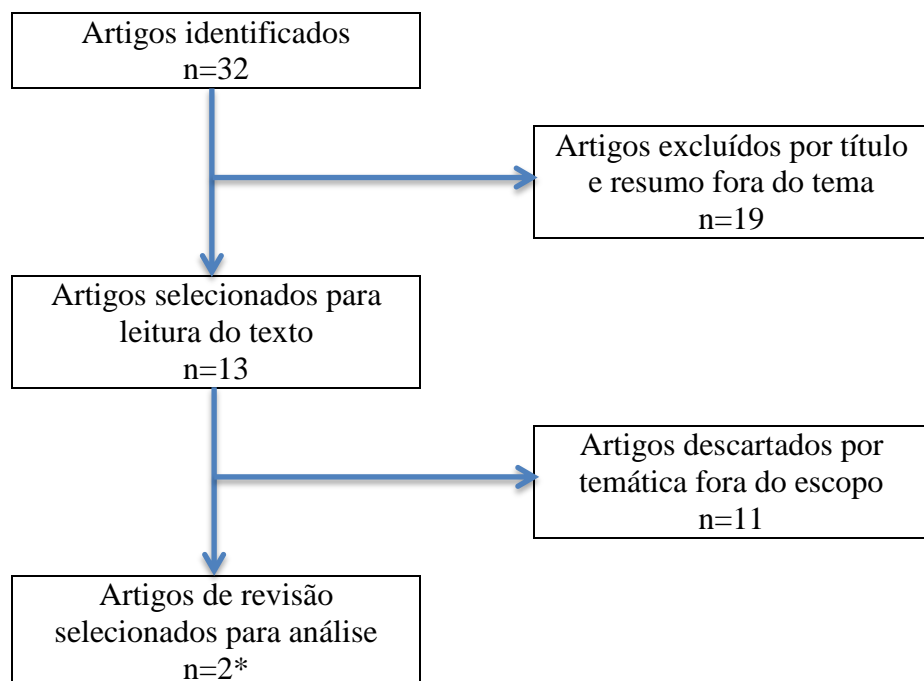 Artigos identificados
n=32
Artigos excluídos por título
e resumo fora do tema
n=19
Artigos selecionados para
leitura do texto
n=13
Artigos descartados por
temática fora do escopo
n=11
Artigos de revisão
selecionados para análise
n=2*